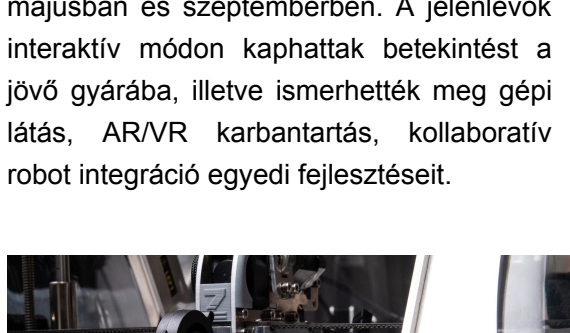 májusban és szeptemberben. A jelenlévők
interaktív módon kaphattak betekintést a
jövő gyárába, illetve ismerhették meg gépi
látás, AR/VR karbantartás, kollaboratív
robot integráció egyedi fejlesztéseit.